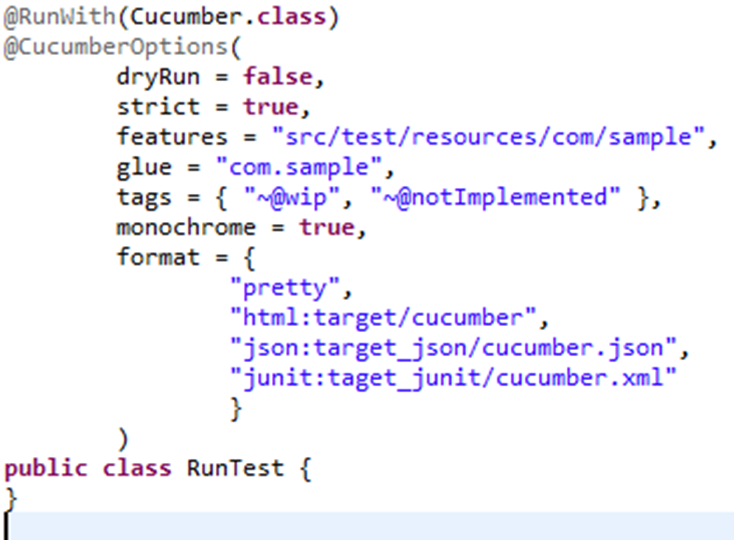 @RunWith(Cucumber.class)
@CucumberOptions(
dryRun = false,
strict = true,
features = "src/test/resources/com/sample",
glue = "com.sample",
tags = { "~@wip", "~@notImplemented" },
monochrome = true,
format = {
"pretty",
"html:target/cucumber",
"json:target_json/cucumber.json",
"junit:taget_junit/cucumber.xml"
}
)
public class RunTest {
}